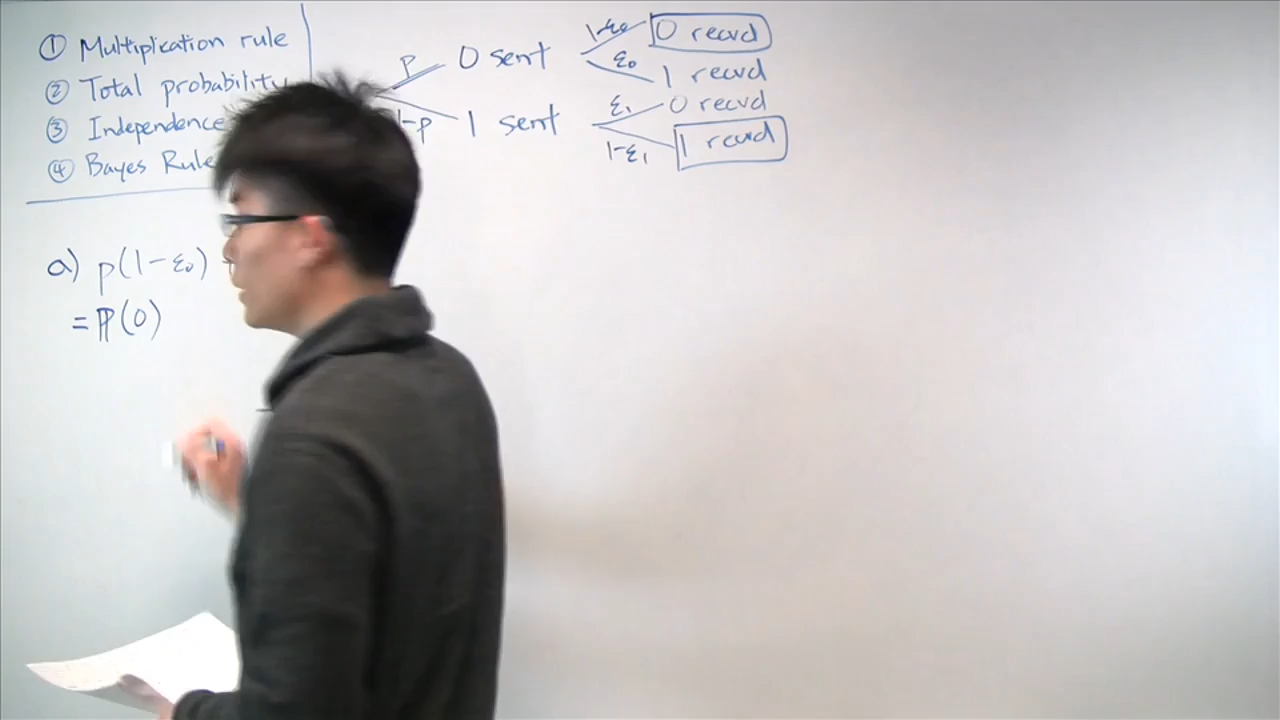 ① Multiplication rule
② Total probability
③ Independence
④ Bayes Rule
p 0 sent
1-ε₀ 0 recvd
ε₀ 1 recvd
1-p 1 sent
ε₁ 0 recvd
1-ε₁ 1 recvd
a) p(1-ε₀)
= ℙ(0)